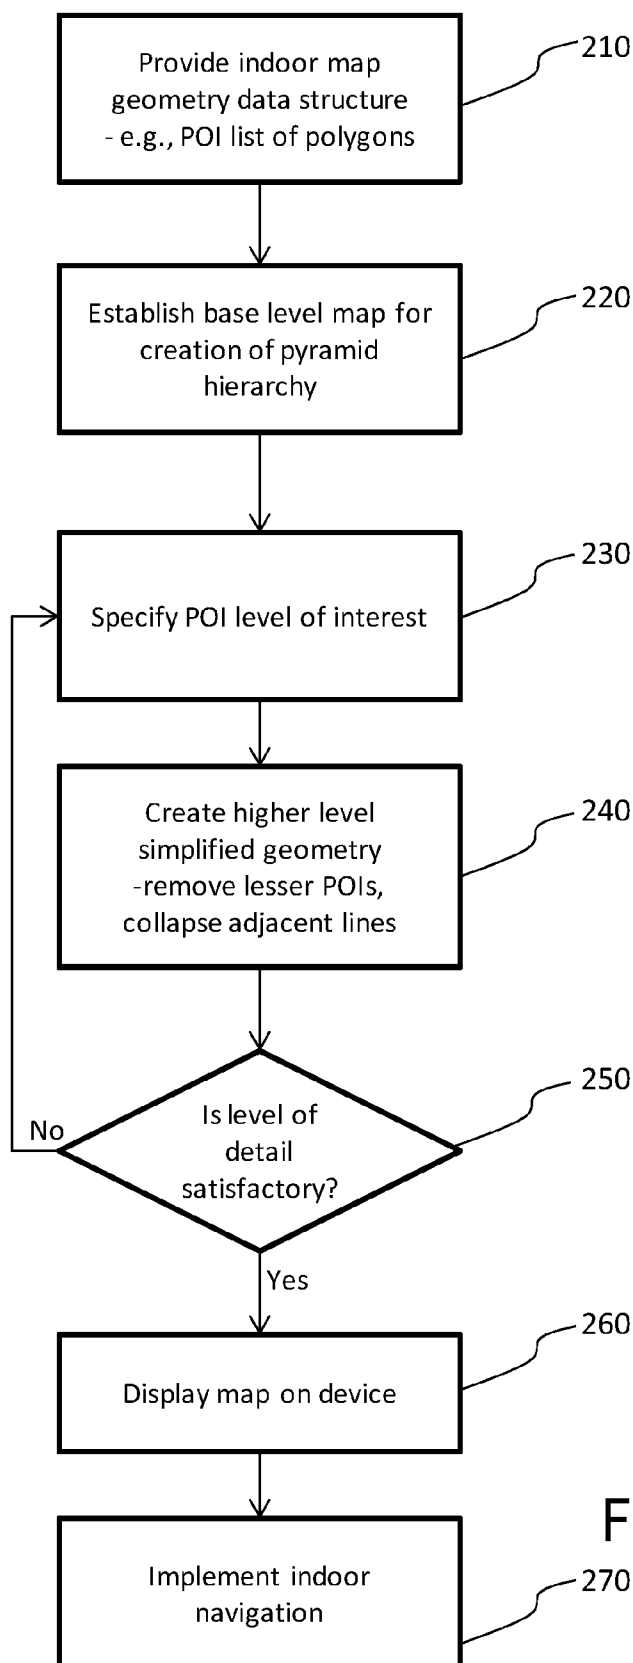 Provide indoor map
geometry data structure
- e.g., POI list of polygons
210
Establish base level map for
creation of pyramid
hierarchy
220
Specify POI level of interest
230
Create higher level
simplified geometry
-remove lesser POIs,
collapse adjacent lines
240
Is level of
detail
satisfactory?
250
No
Yes
Display map on device
260
F
Implement indoor
navigation
270